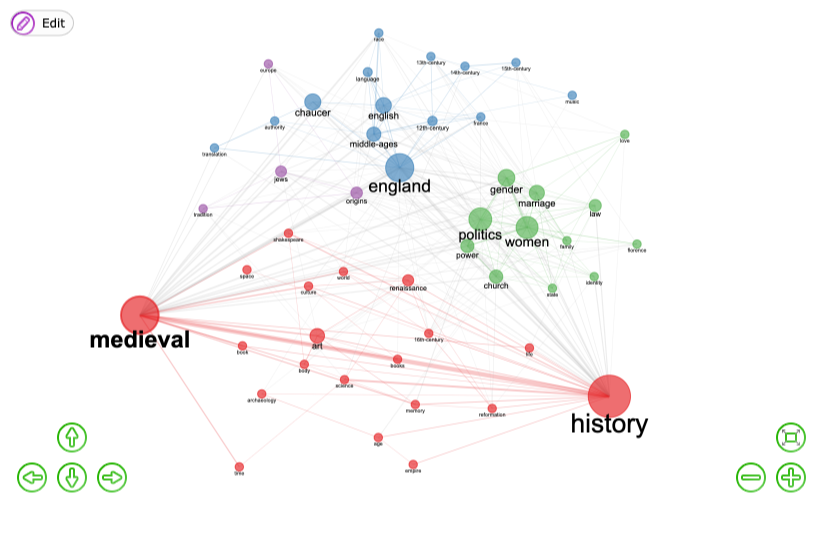 Edit
race
13th-century
14th-century
15th-century
europe
language
music
chaucer
english
authority
12th-century
france
love
middle-ages
translation
jews
england
gender
marriage
origins
law
tradition
politics
women
family
florence
shakespeare
power
space
world
culture
renaissance
church
identity
state
medieval
art
16th-century
book
life
body
books
science
archaeology
memory
reformation
history
age
time
empire